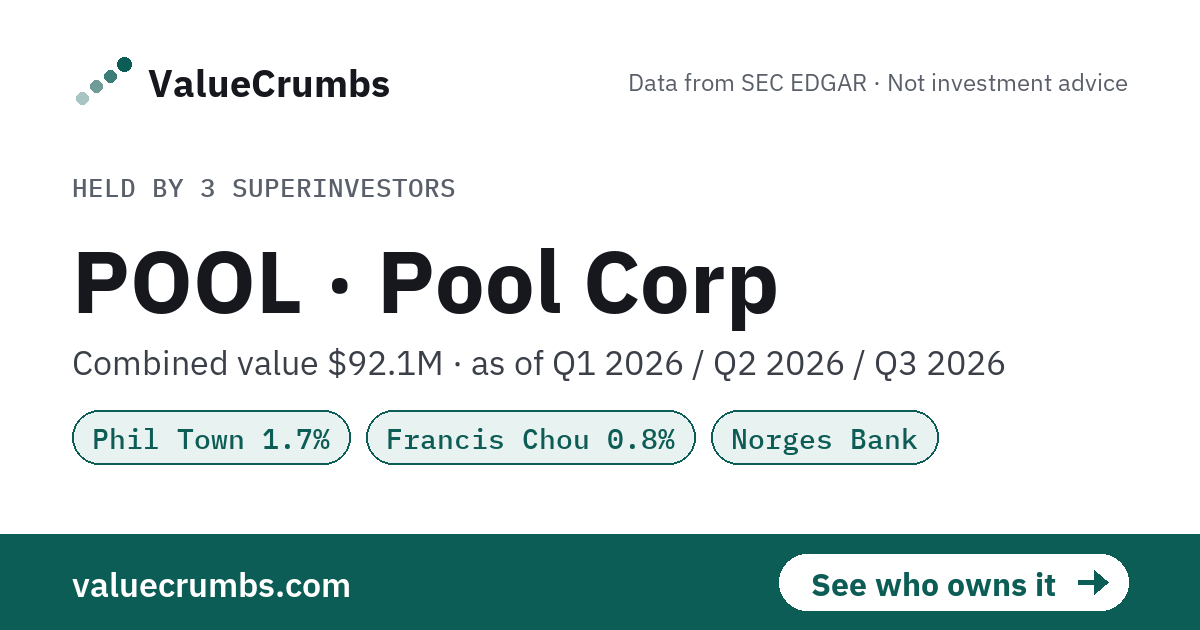 ValueCrumbs
Data from SEC EDGAR · Not investment advice
HELD BY 3 SUPERINVESTORS
POOL · Pool Corp
Combined value $92.1M · as of Q1 2026 / Q2 2026 / Q3 2026
Phil Town 1.7% Francis Chou 0.8% Norges Bank
valuecrumbs.com
See who owns it →